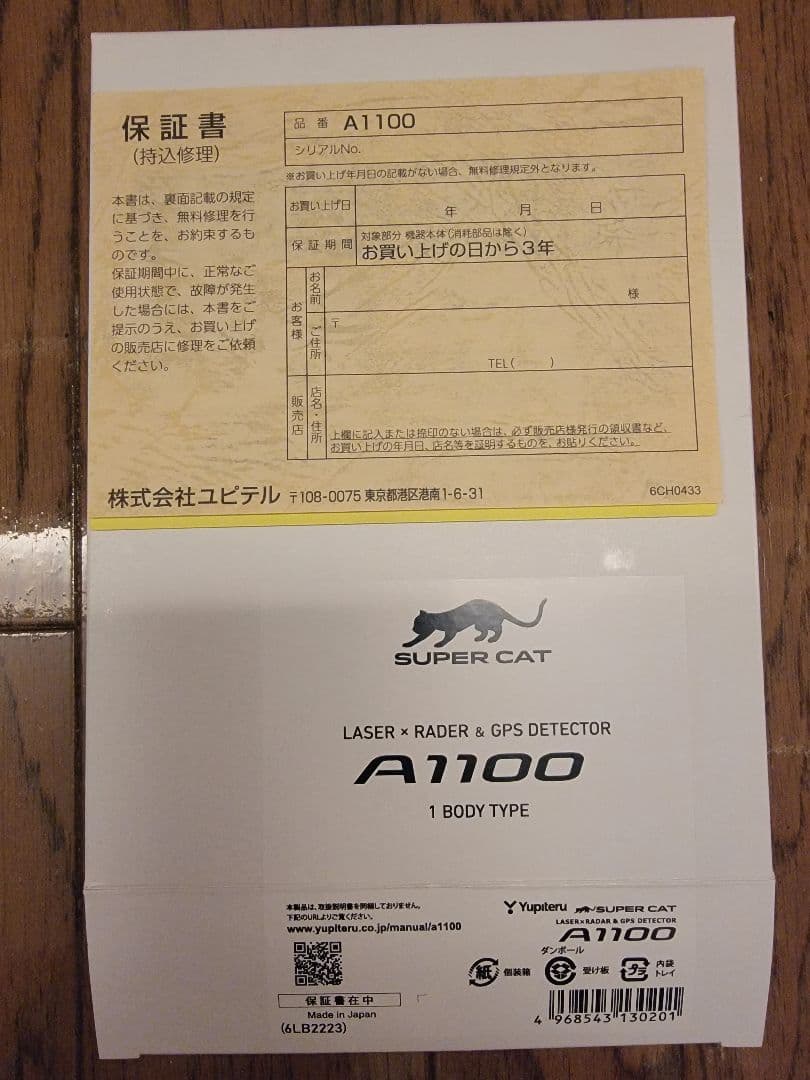 保証書
(持込修理)
本書は、裏面記載の規定
に基づき、無料修理を行
うことを、お約束するも
のです。
保証期間中に、正常なご
使用状態で、故障が発生
した場合には、本書をご
提示のうえ、お買い上げ
の販売店に修理をご依頼
ください。
品番 A1100
シリアルNo.
※お買い上げ年月日の記載がない場合、無料修理規定外となります。
お買い上げ日 年 月 日
保証期間 対象部分 機器本体(消耗部品は除く)
お買い上げの日から3年
お客様
お名前 様
ご住所 〒
TEL( )
販売店
店名・住所
上欄に記入または捺印のない場合は、必ず販売店様発行の領収書など、
お買い上げの年月日、店名等を証明するものを、お貼りください。
株式会社ユピテル 〒108-0075 東京都港区港南1-6-31
6CH0433
SUPER CAT
LASER × RADER & GPS DETECTOR
A1100
1 BODY TYPE
本製品は、取扱説明書を同梱しておりません。
下記のURLよりご覧ください。
www.yupiteru.co.jp/manual/a1100
保証書在中
Made in Japan
(6LB2223)
Yupiteru SUPER CAT
LASER×RADAR & GPS DETECTOR
A1100
紙 個装箱
ダンボール
受け板
プラ 内袋
トレイ
4 968543 130201